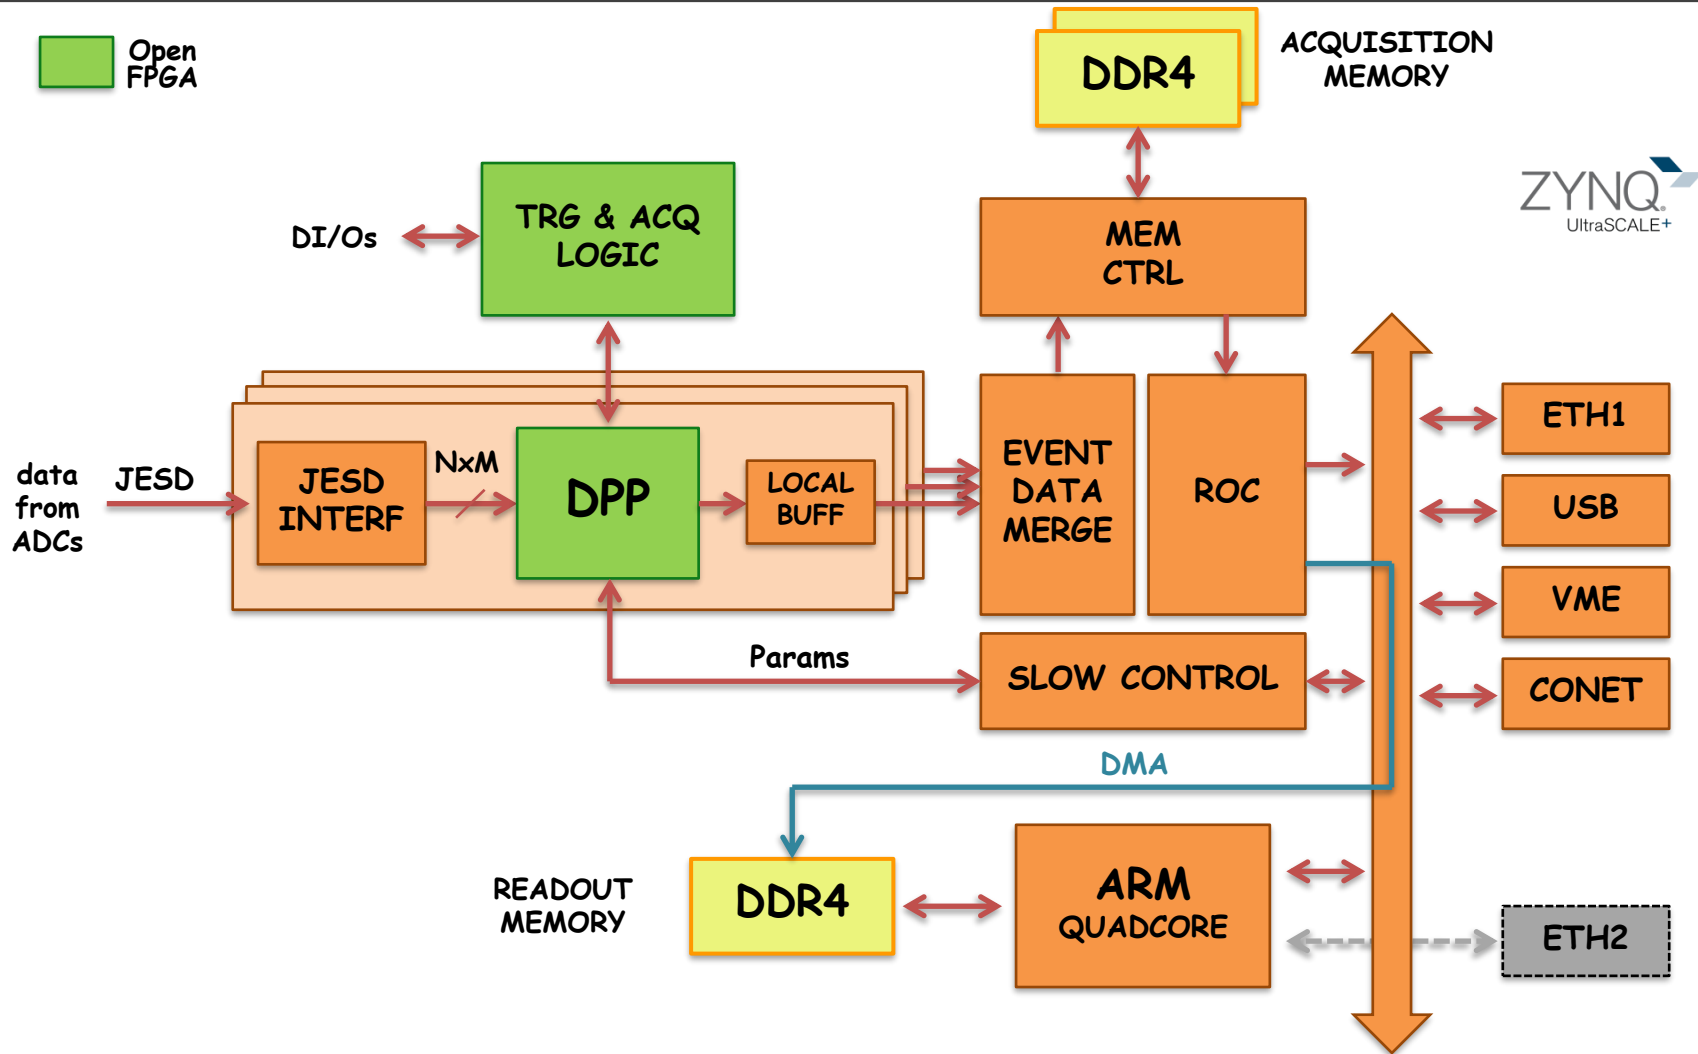 Open
FPGA
DDR4
ACQUISITION
MEMORY
ZYNQ.
UltraSCALE+
TRG & ACQ
LOGIC
DI/Os
MEM
CTRL
data
from
ADCs
JESD
JESD
INTERF
NxM
DPP
LOCAL
BUFF
EVENT
DATA
MERGE
ROC
ETH1
USB
VME
CONET
Params
SLOW CONTROL
DMA
READOUT
MEMORY
DDR4
ARM
QUADCORE
ETH2